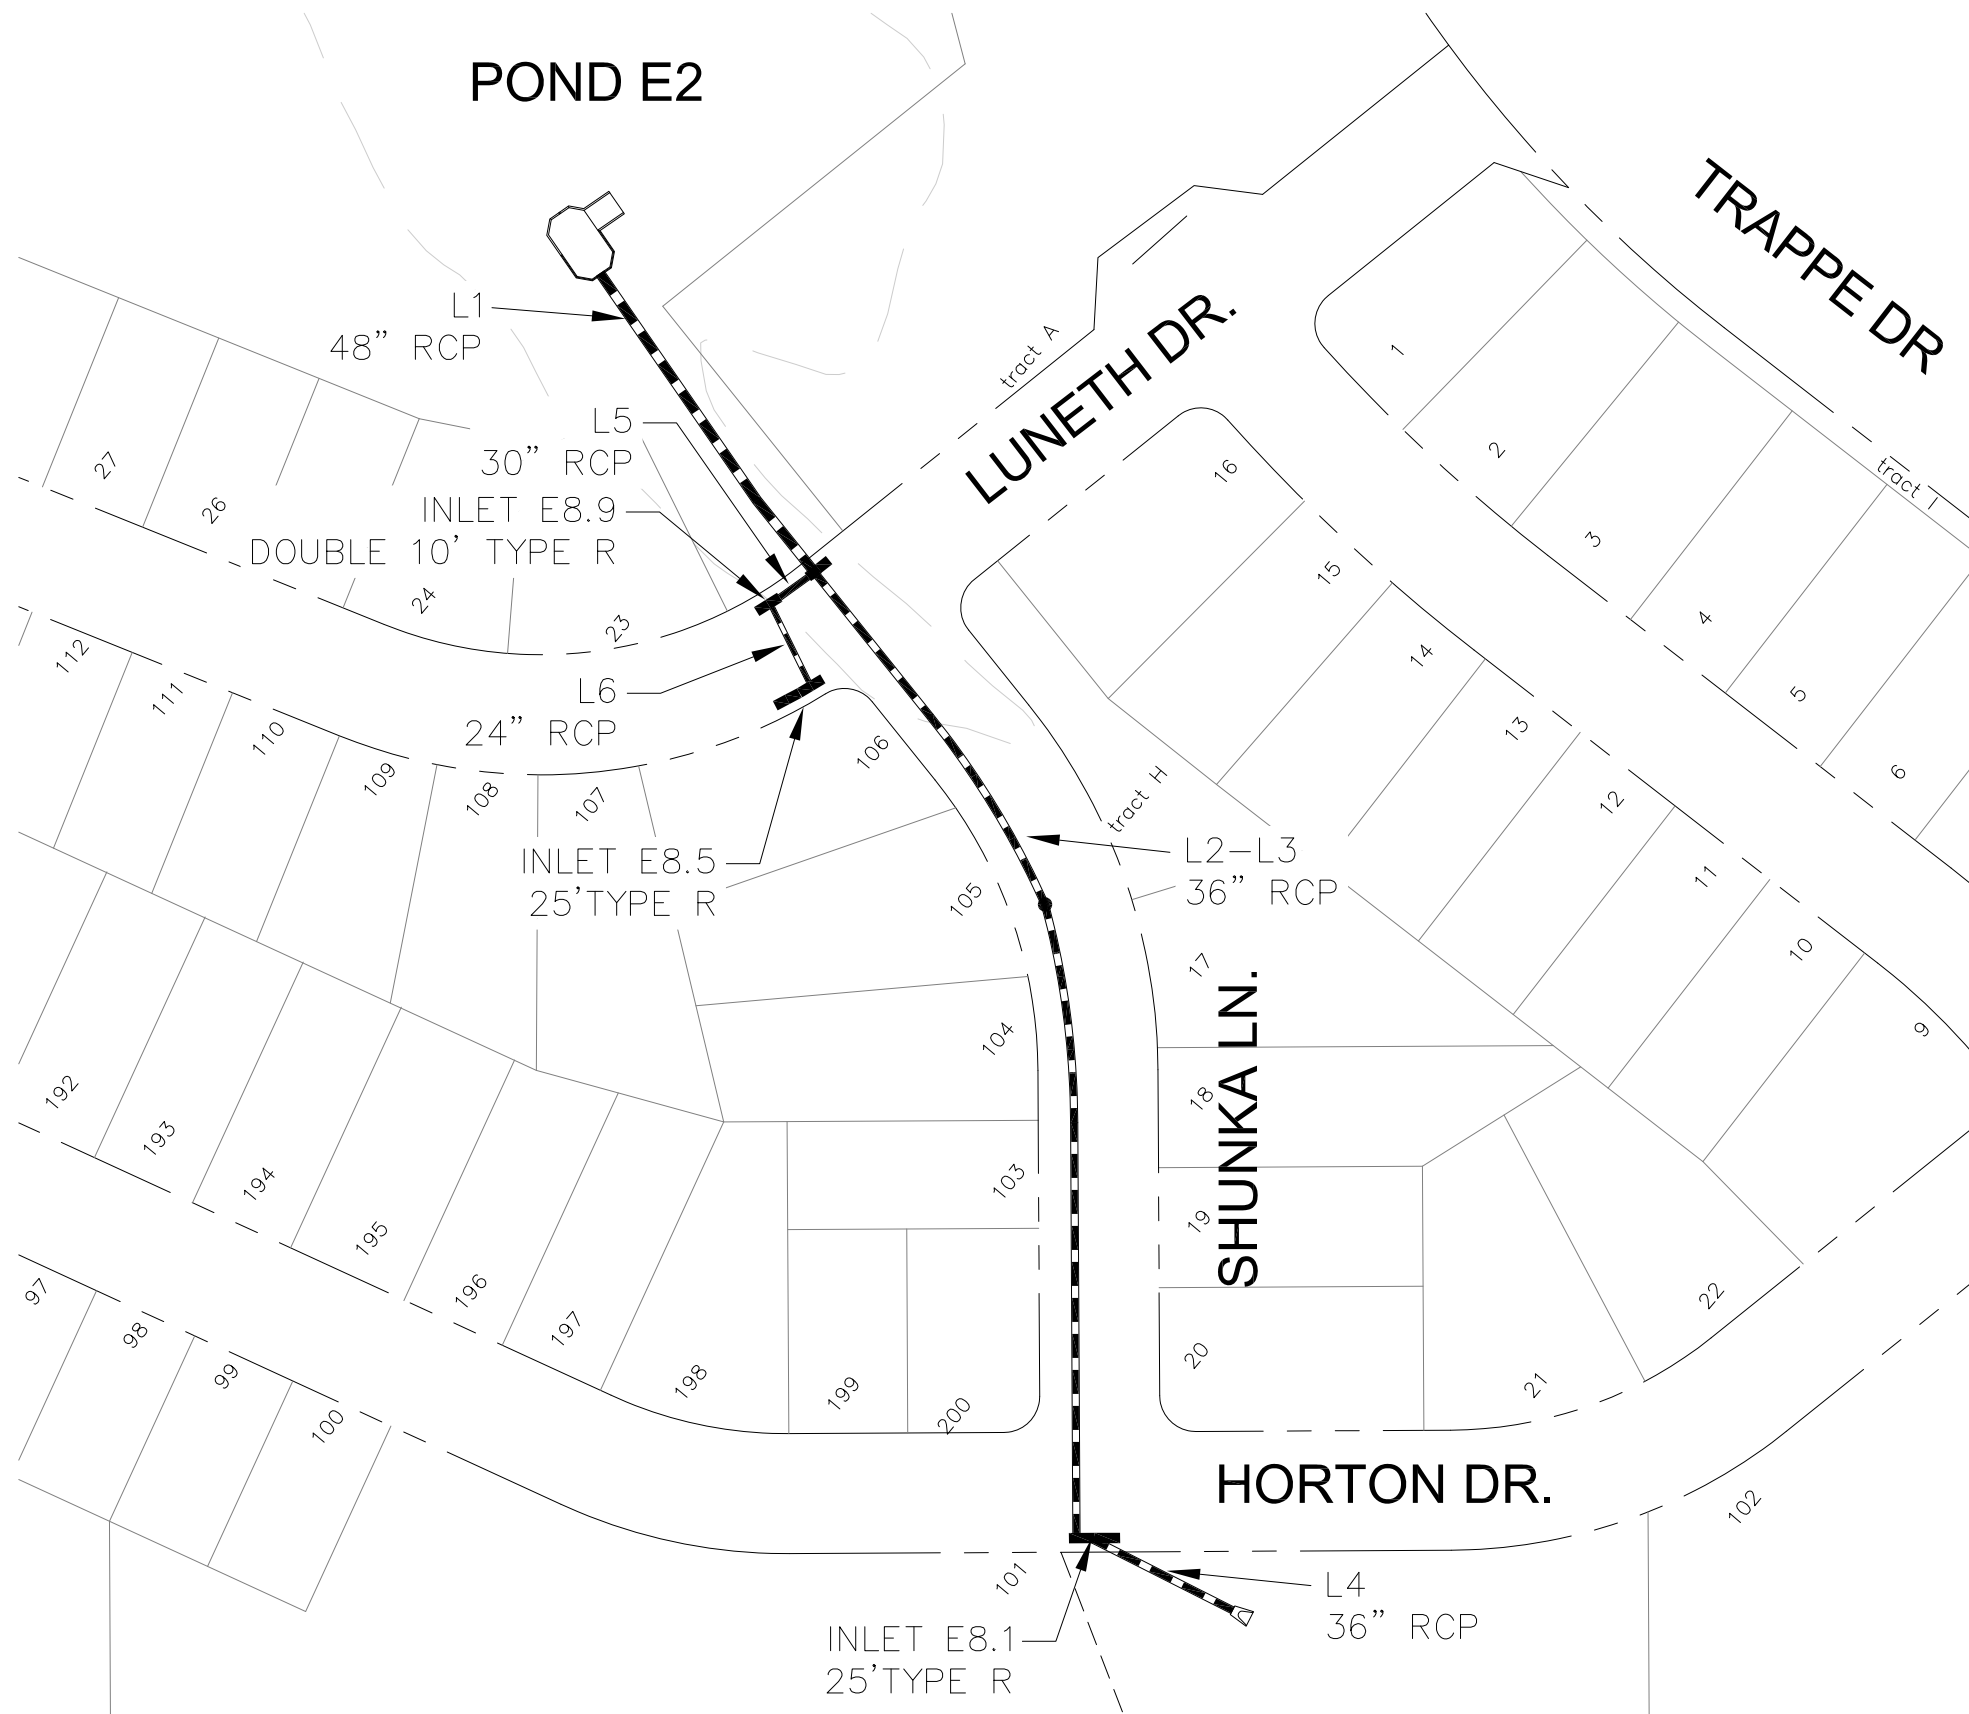 POND E2
TRAPPE DR
L1
48” RCP
tract A
LUNETH DR.
1
L5
30” RCP
27
26
16
2
tract I
INLET E8.9
DOUBLE 10’ TYPE R
15
3
24
23
4
112
111
110
109
108
107
L6
24” RCP
14
5
106
13
6
tract H
12
INLET E8.5
25’TYPE R
L2–L3
36” RCP
105
11
17
10
104
9
192
193
194
195
196
197
103
18
SHUNKA LN.
19
97
98
99
100
198
199
200
20
21
22
HORTON DR.
102
101
L4
36” RCP
INLET E8.1
25’TYPE R